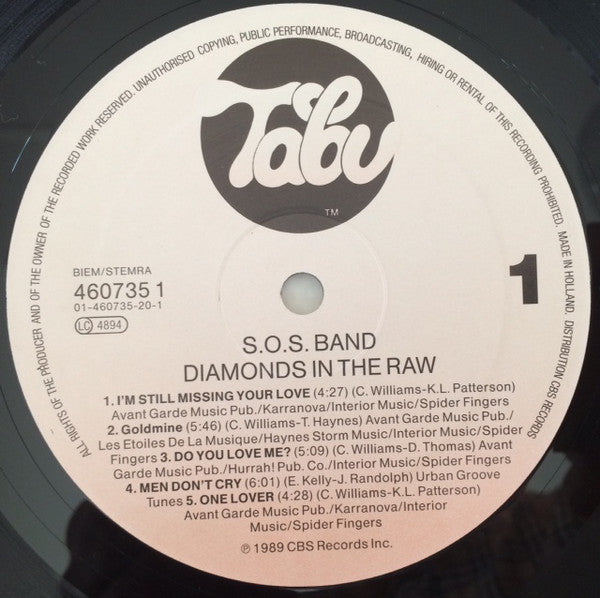 ALL RIGHTS OF THE PRODUCER AND OF THE OWNER OF THE RECORDED WORK RESERVED. UNAUTHORISED COPYING, PUBLIC PERFORMANCE, BROADCASTING, HIRING OR RENTAL OF THIS RECORDING PROHIBITED. MADE IN HOLLAND. DISTRIBUTION CBS RECORDS
Tabu
TM
BIEM/STEMRA
460735 1
01-460735-20-1
LC 4894
1
S.O.S. BAND
DIAMONDS IN THE RAW
1. I'M STILL MISSING YOUR LOVE (4:27) (C. Williams-K.L. Patterson)
Avant Garde Music Pub./Karranova/Interior Music/Spider Fingers
2. Goldmine (5:46) (C. Williams-T. Haynes) Avant Garde Music Pub./
Les Etoiles De La Musique/Haynes Storm Music/Interior Music/Spider
Fingers 3. DO YOU LOVE ME? (5:09) (C. Williams-D. Thomas) Avant
Garde Music Pub./Hurrah! Pub. Co./Interior Music/Spider Fingers
4. MEN DON'T CRY (6:01) (E. Kelly-J. Randolph) Urban Groove
Tunes 5. ONE LOVER (4:28) (C. Williams-K.L. Patterson)
Avant Garde Music Pub./Karranova/Interior
Music/Spider Fingers
℗ 1989 CBS Records Inc.